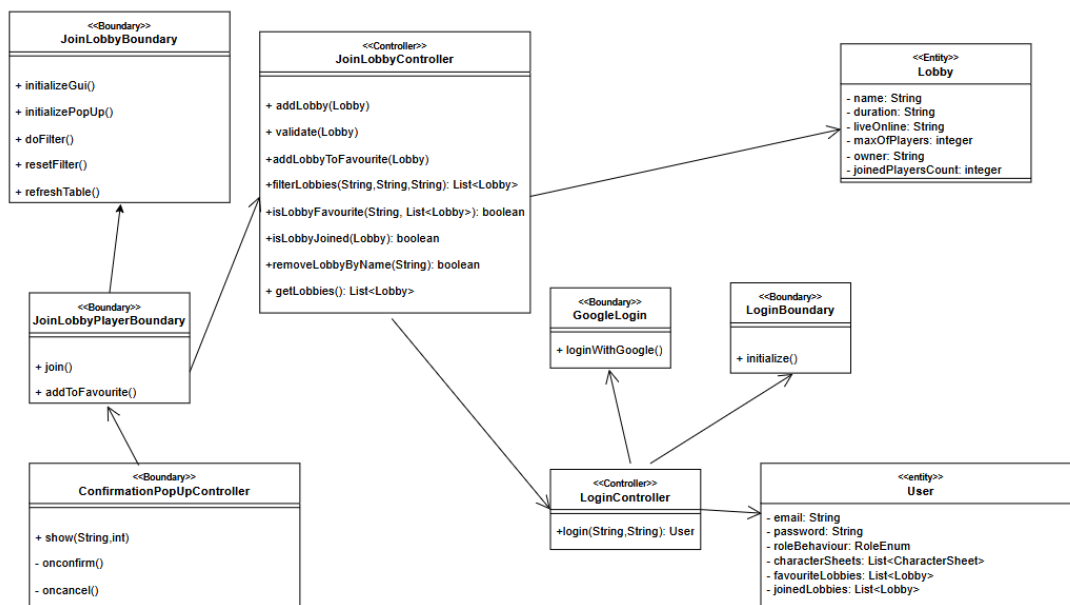 <<Boundary>>
JoinLobbyBoundary
+ initializeGui()
+ initializePopUp()
+ doFilter()
+ resetFilter()
+ refreshTable()
<<Controller>>
JoinLobbyController
+ addLobby(Lobby)
+ validate(Lobby)
+addLobbyToFavourite(Lobby)
+filterLobbies(String,String,String): List<Lobby>
+isLobbyFavourite(String, List<Lobby>): boolean
+isLobbyJoined(Lobby): boolean
+removeLobbyByName(String): boolean
+ getLobbies(): List<Lobby>
<<Entity>>
Lobby
- name: String
- duration: String
- liveOnline: String
- maxOfPlayers: integer
- owner: String
- joinedPlayersCount: integer
<<Boundary>>
JoinLobbyPlayerBoundary
+ join()
+ addToFavourite()
<<Boundary>>
GoogleLogin
+ loginWithGoogle()
<<Boundary>>
LoginBoundary
+ initialize()
<<Boundary>>
ConfirmationPopUpController
+ show(String,int)
- onconfirm()
- oncancel()
<<Controller>>
LoginController
+login(String,String): User
<<entity>>
User
- email: String
- password: String
- roleBehaviour: RoleEnum
- characterSheets: List<CharacterSheet>
- favouriteLobbies: List<Lobby>
- joinedLobbies: List<Lobby>